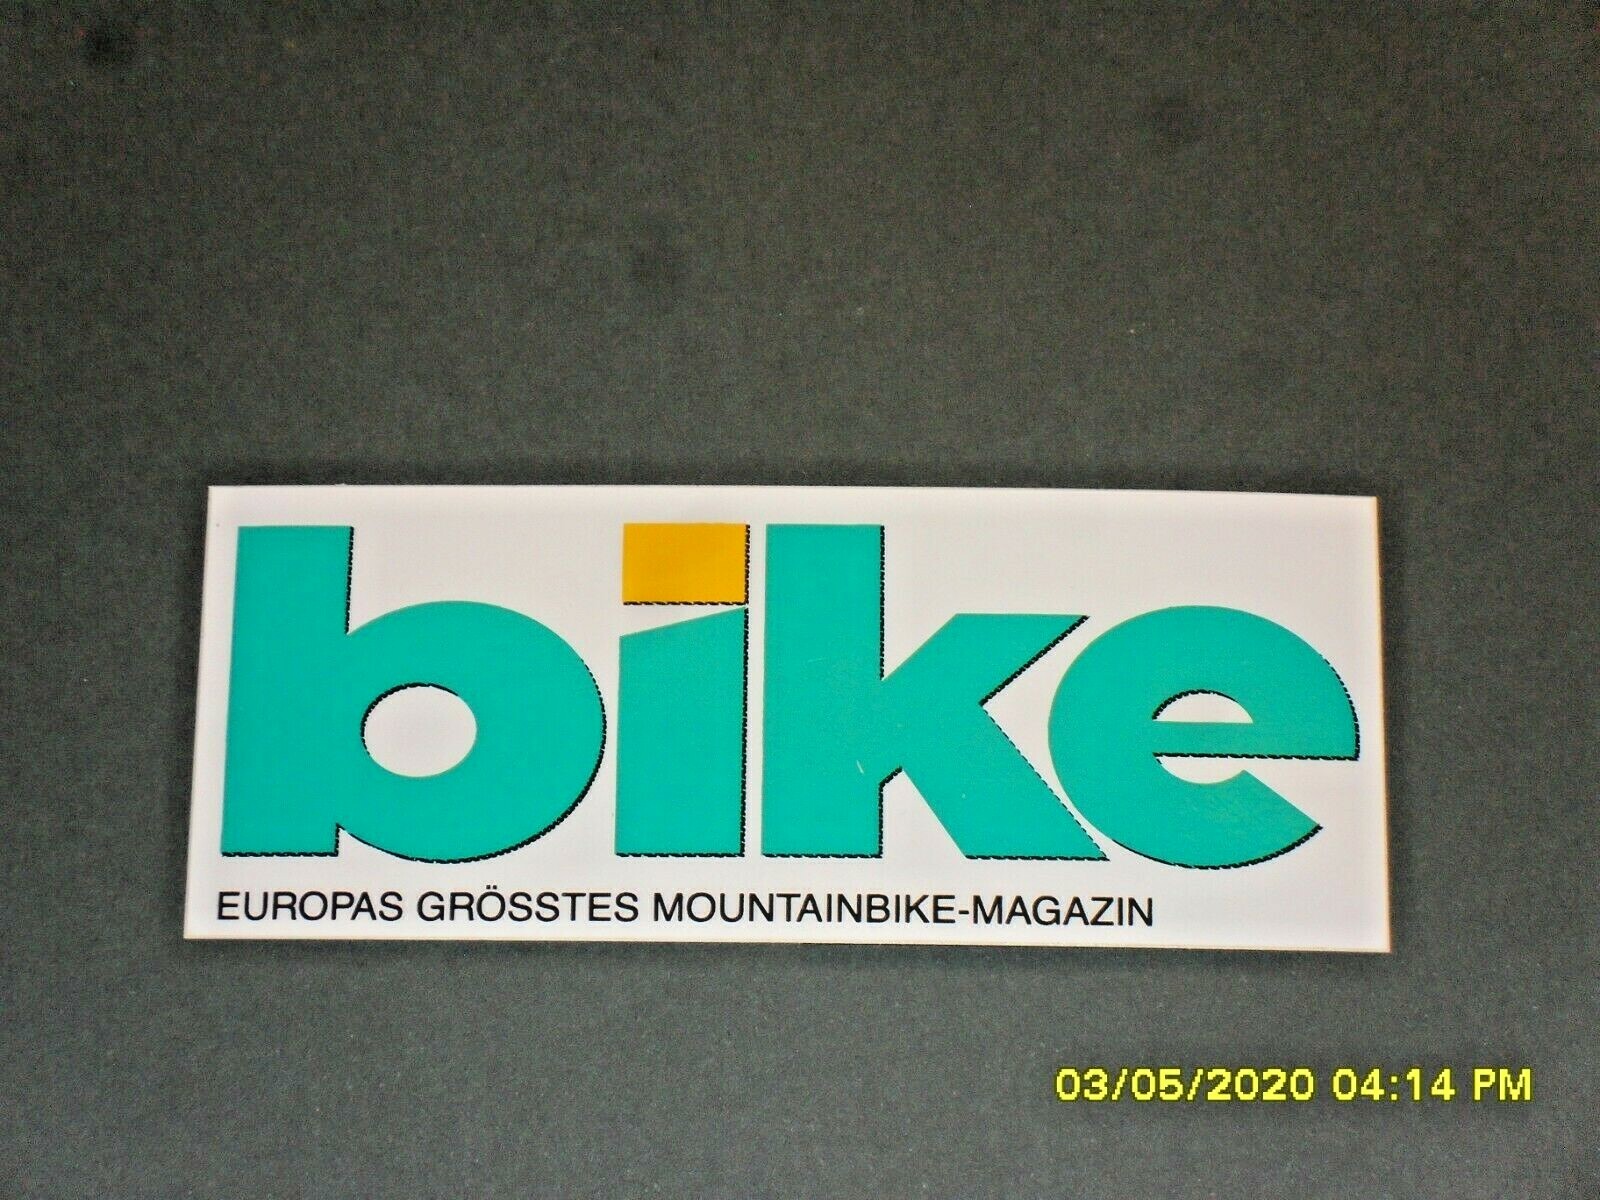 bike
EUROPAS GRÖSSTES MOUNTAINBIKE-MAGAZIN
03/05/2020 04:14 PM